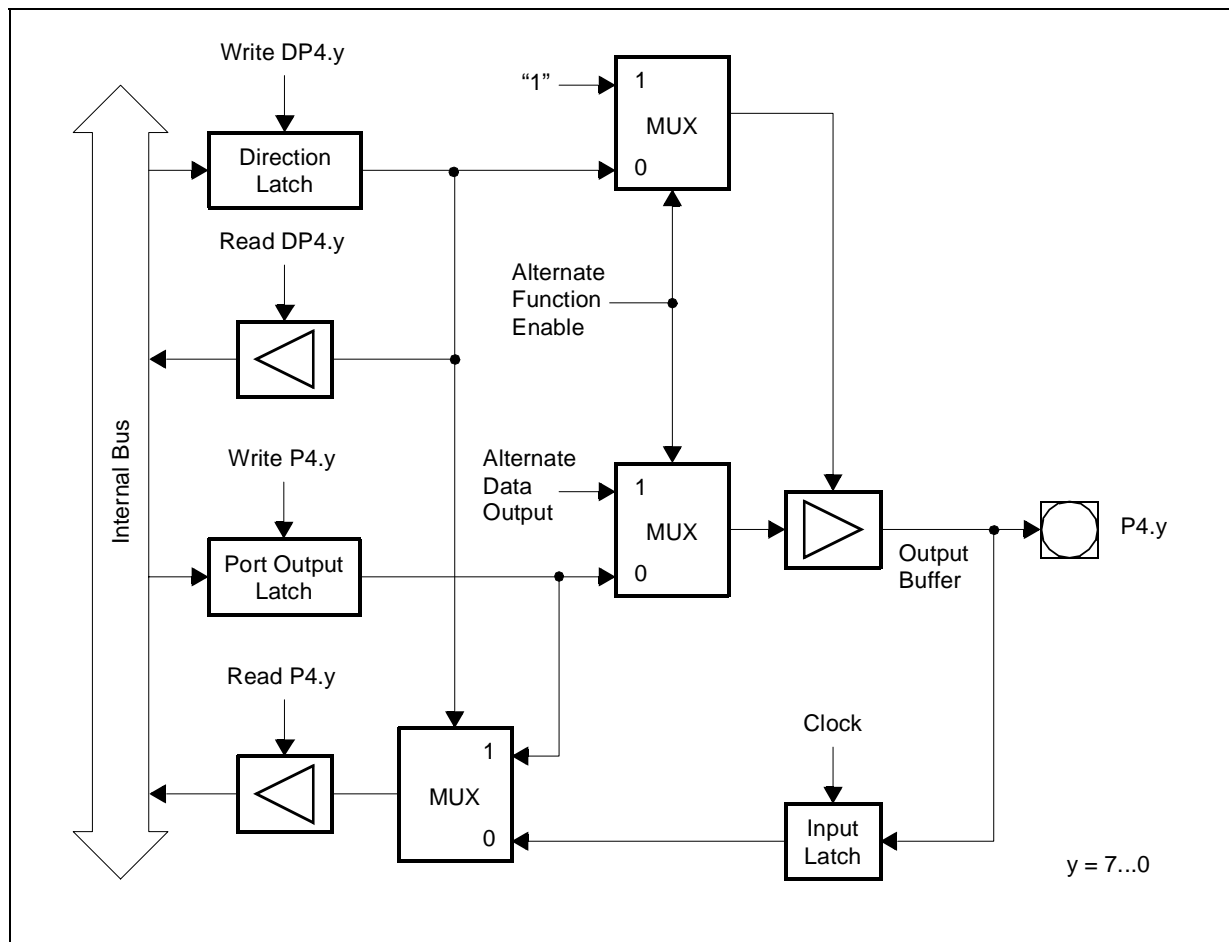 Write DP4.y
“1”
1
MUX
0
Direction
Latch
Read DP4.y
Alternate
Function
Enable
Internal Bus
Write P4.y
Alternate
Data
Output
1
MUX
0
P4.y
Output
Buffer
Port Output
Latch
Read P4.y
Clock
1
MUX
0
Input
Latch
y = 7...0